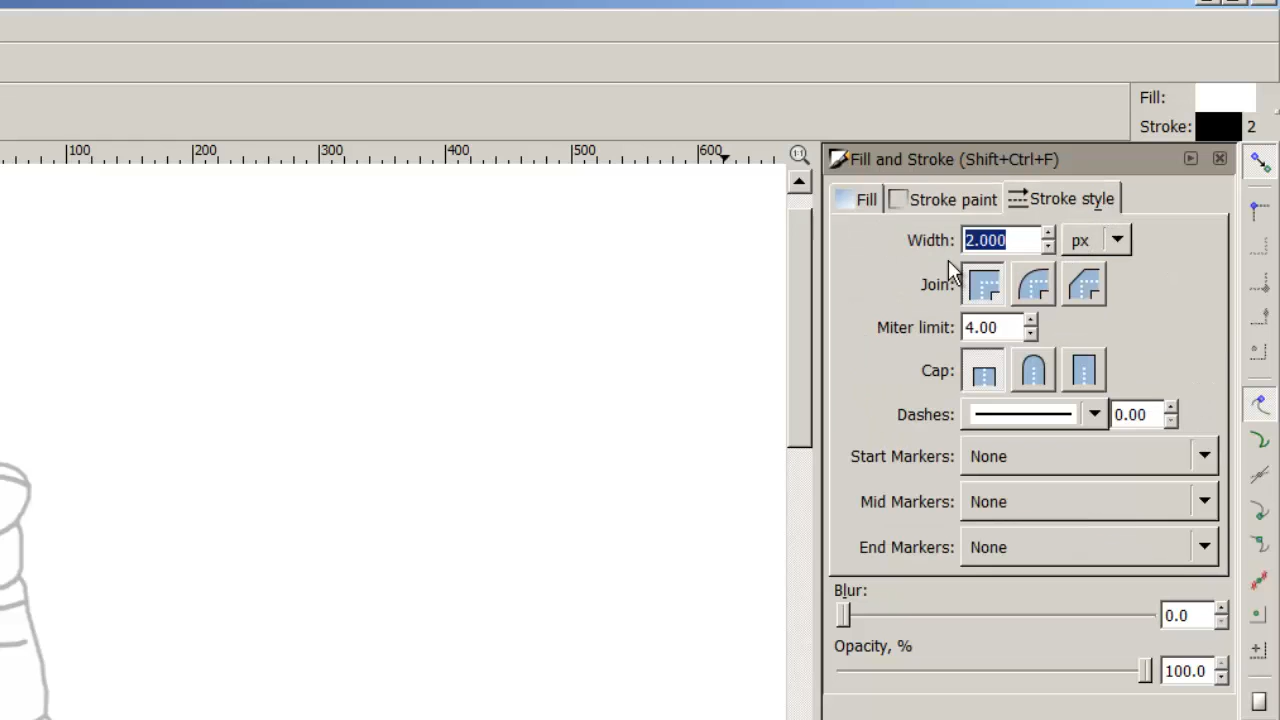 Fill:
Stroke: 2
100 200 300 400 500 600
Fill and Stroke (Shift+Ctrl+F)
Fill Stroke paint Stroke style
Width: 2.000 px
Join:
Miter limit: 4.00
Cap:
Dashes: 0.00
Start Markers: None
Mid Markers: None
End Markers: None
Blur:
0.0
Opacity, %
100.0